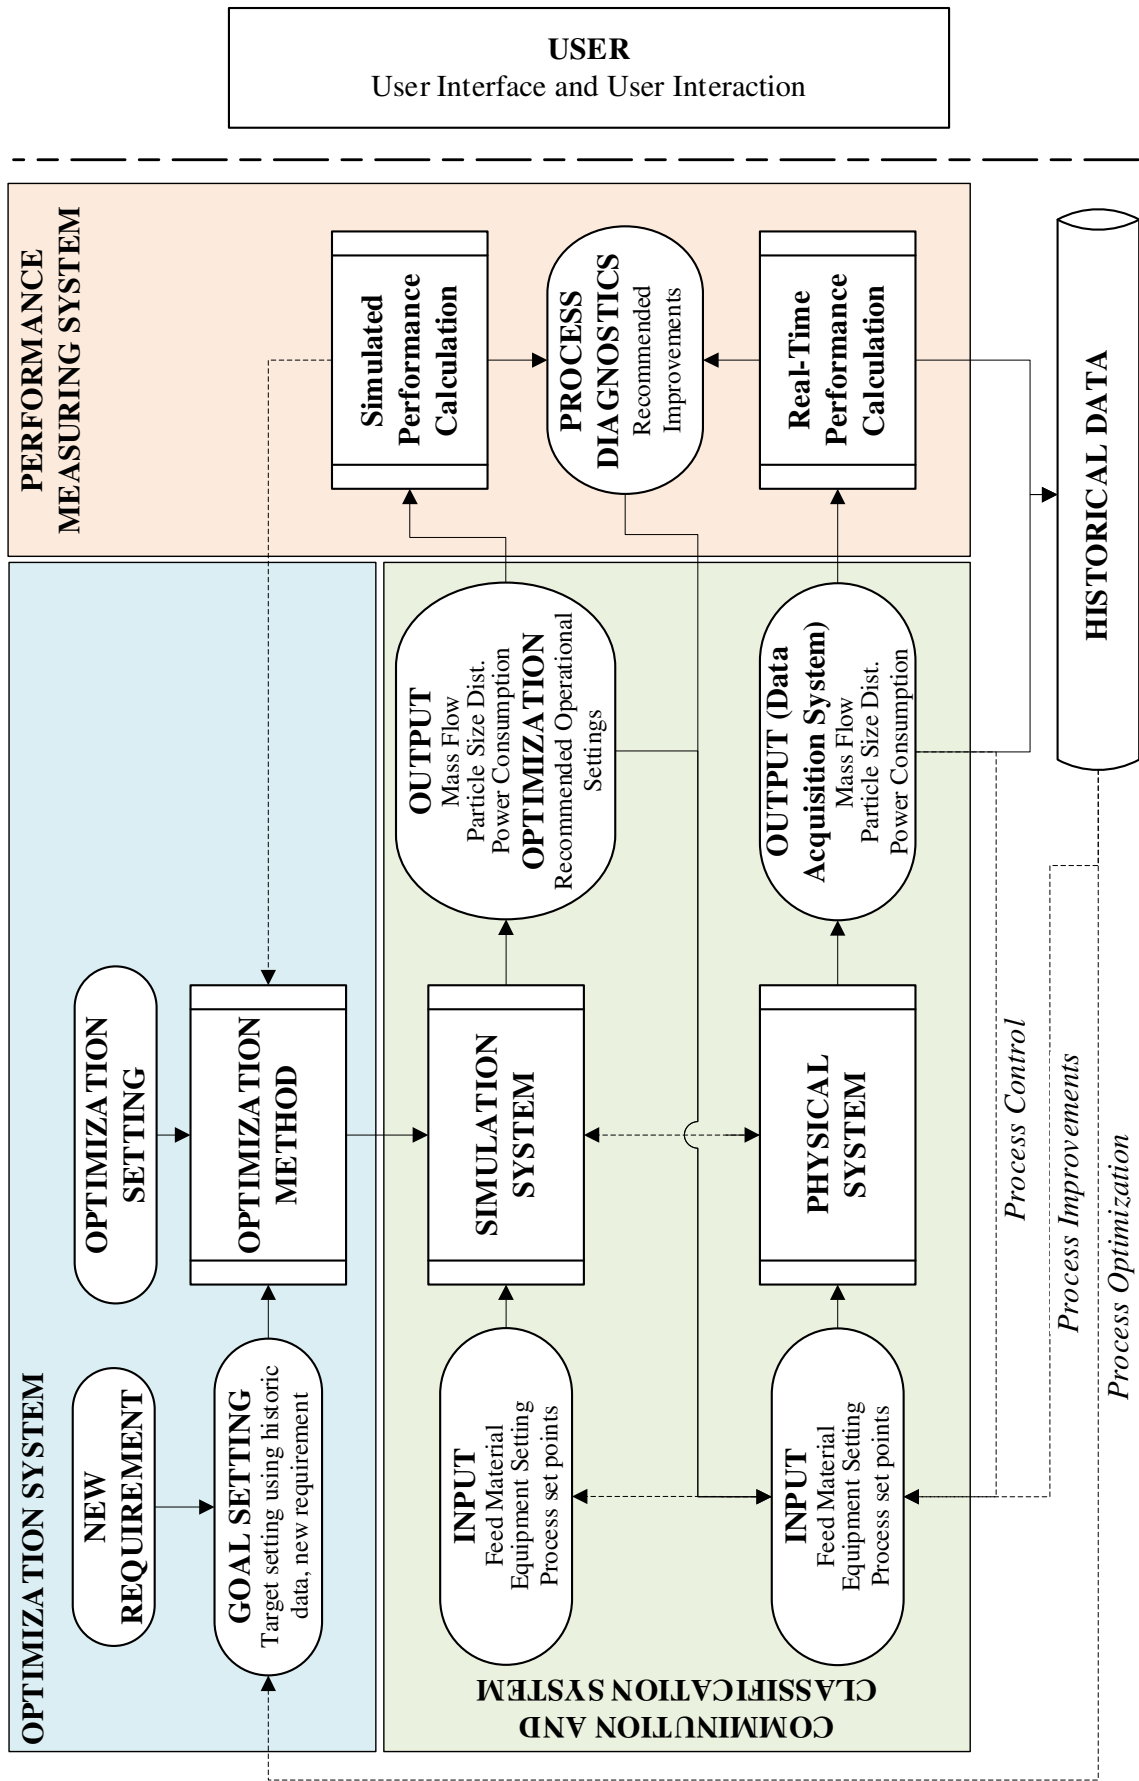 USER
User Interface and User Interaction
OPTIMIZATION SYSTEM
NEW
REQUIREMENT
GOAL SETTING
Target setting using historic
data, new requirement
OPTIMIZATION
SETTING
OPTIMIZATION
METHOD
PERFORMANCE
MEASURING SYSTEM
Simulated
Performance
Calculation
PROCESS
DIAGNOSTICS
Recommended
Improvements
Real-Time
Performance
Calculation
COMMINUTION AND
CLASSIFICATION SYSTEM
INPUT
Feed Material
Equipment Setting
Process set points
SIMULATION
SYSTEM
OUTPUT
Mass Flow
Particle Size Dist.
Power Consumption
OPTIMIZATION
Recommended Operational
Settings
INPUT
Feed Material
Equipment Setting
Process set points
PHYSICAL
SYSTEM
OUTPUT (Data
Acquisition System)
Mass Flow
Particle Size Dist.
Power Consumption
Process Control
Process Improvements
Process Optimization
HISTORICAL DATA